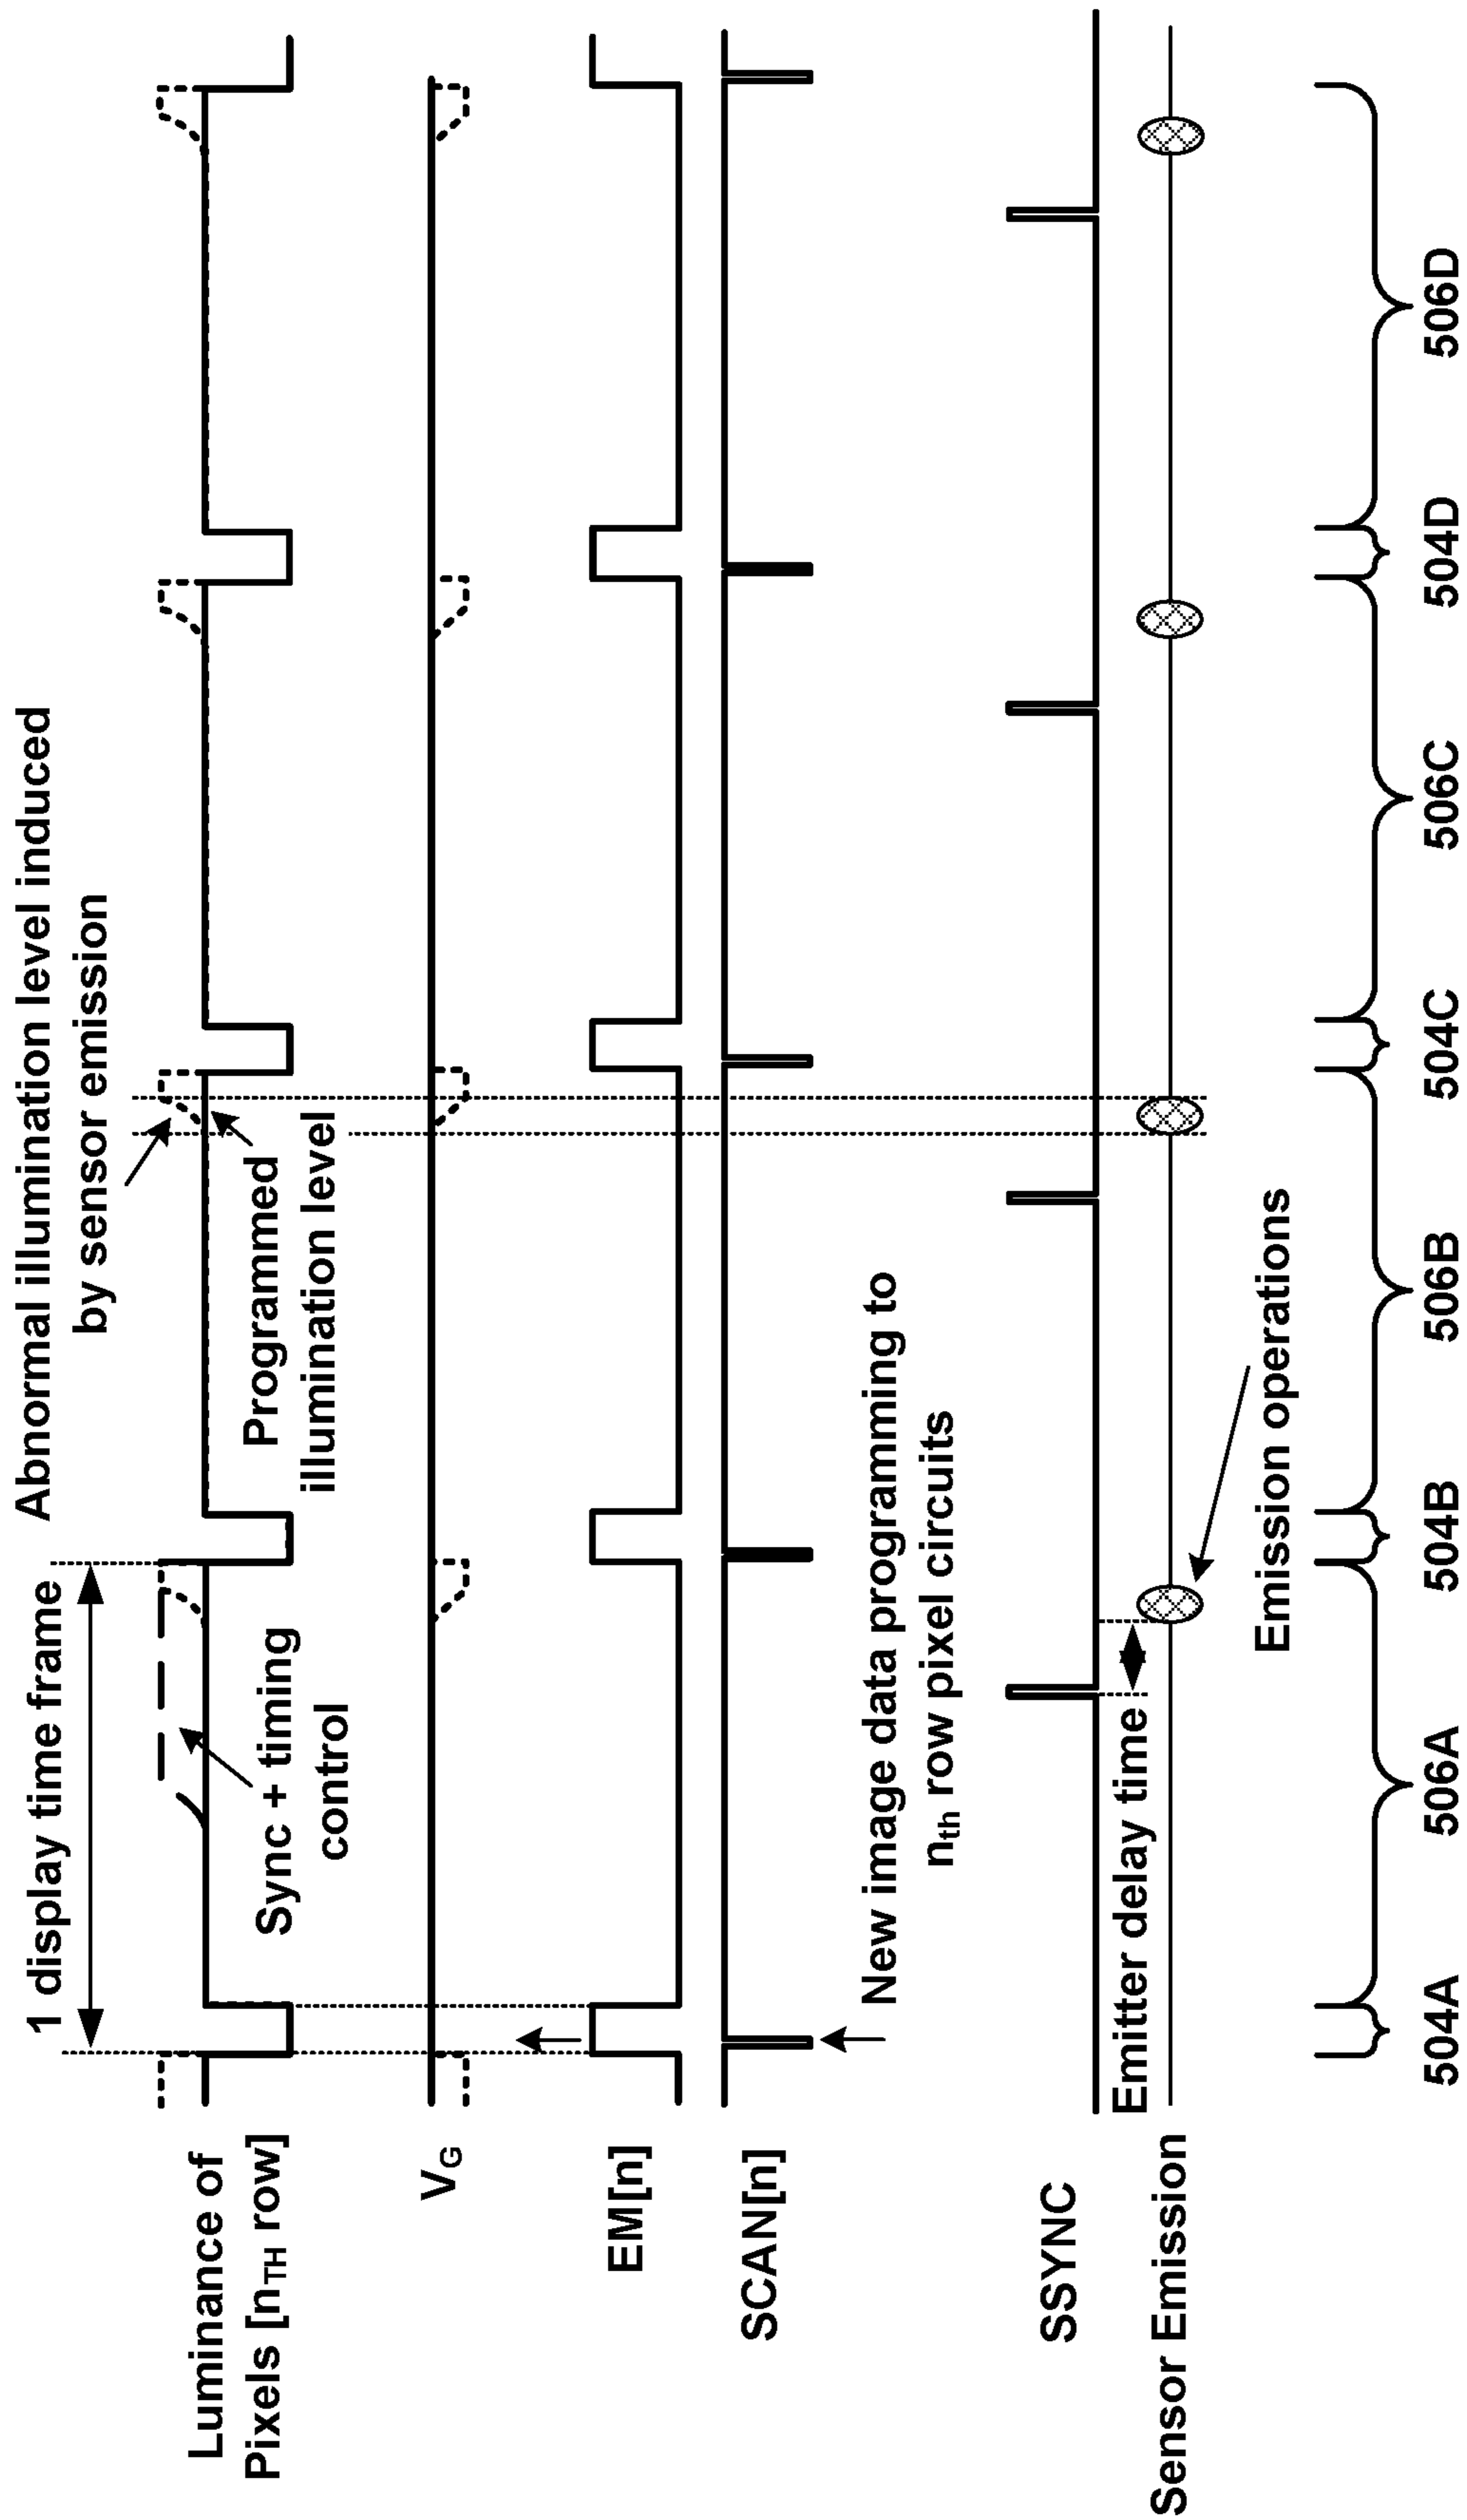 Abnormal illumination level induced
by sensor emission
1 display time frame
Programmed
illumination level
Sync + timing
control
Luminance of
Pixels [nTH row]
VG
EM[n]
SCAN[n]
New image data programming to
nth row pixel circuits
SSYNC
Emitter delay time
Sensor Emission
Emission operations
504A 506A 504B 506B 504C 506C 504D 506D